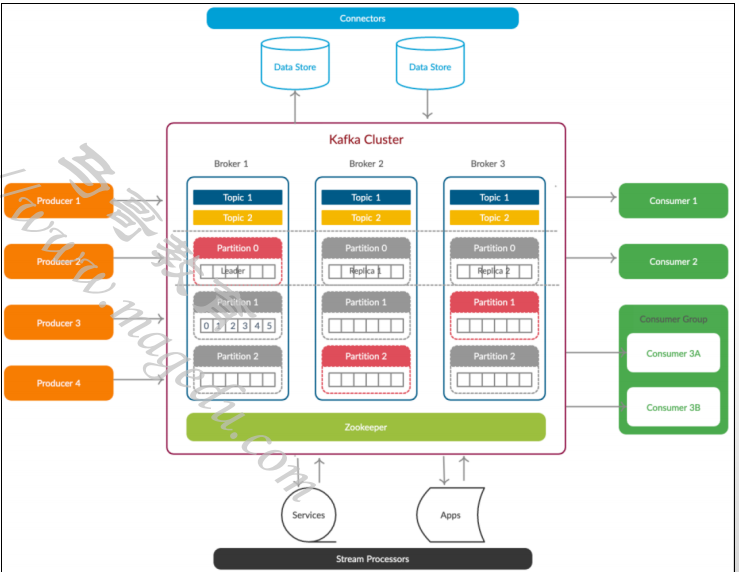 Connectors
Data Store
Data Store
Kafka Cluster
Broker 1
Broker 2
Broker 3
Topic 1
Topic 1
Topic 1
Topic 2
Topic 2
Topic 2
Producer 1
Producer 2
Producer 3
Producer 4
Partition 0
Partition 0
Partition 0
Leader
Replica 1
Replica 2
Partition 1
Partition 1
Partition 1
0 1 2 3 4 5
Partition 2
Partition 2
Partition 2
Zookeeper
Consumer 1
Consumer 2
Consumer Group
Consumer 3A
Consumer 3B
Services
Apps
Stream Processors
马哥教育
//www.magedu.com